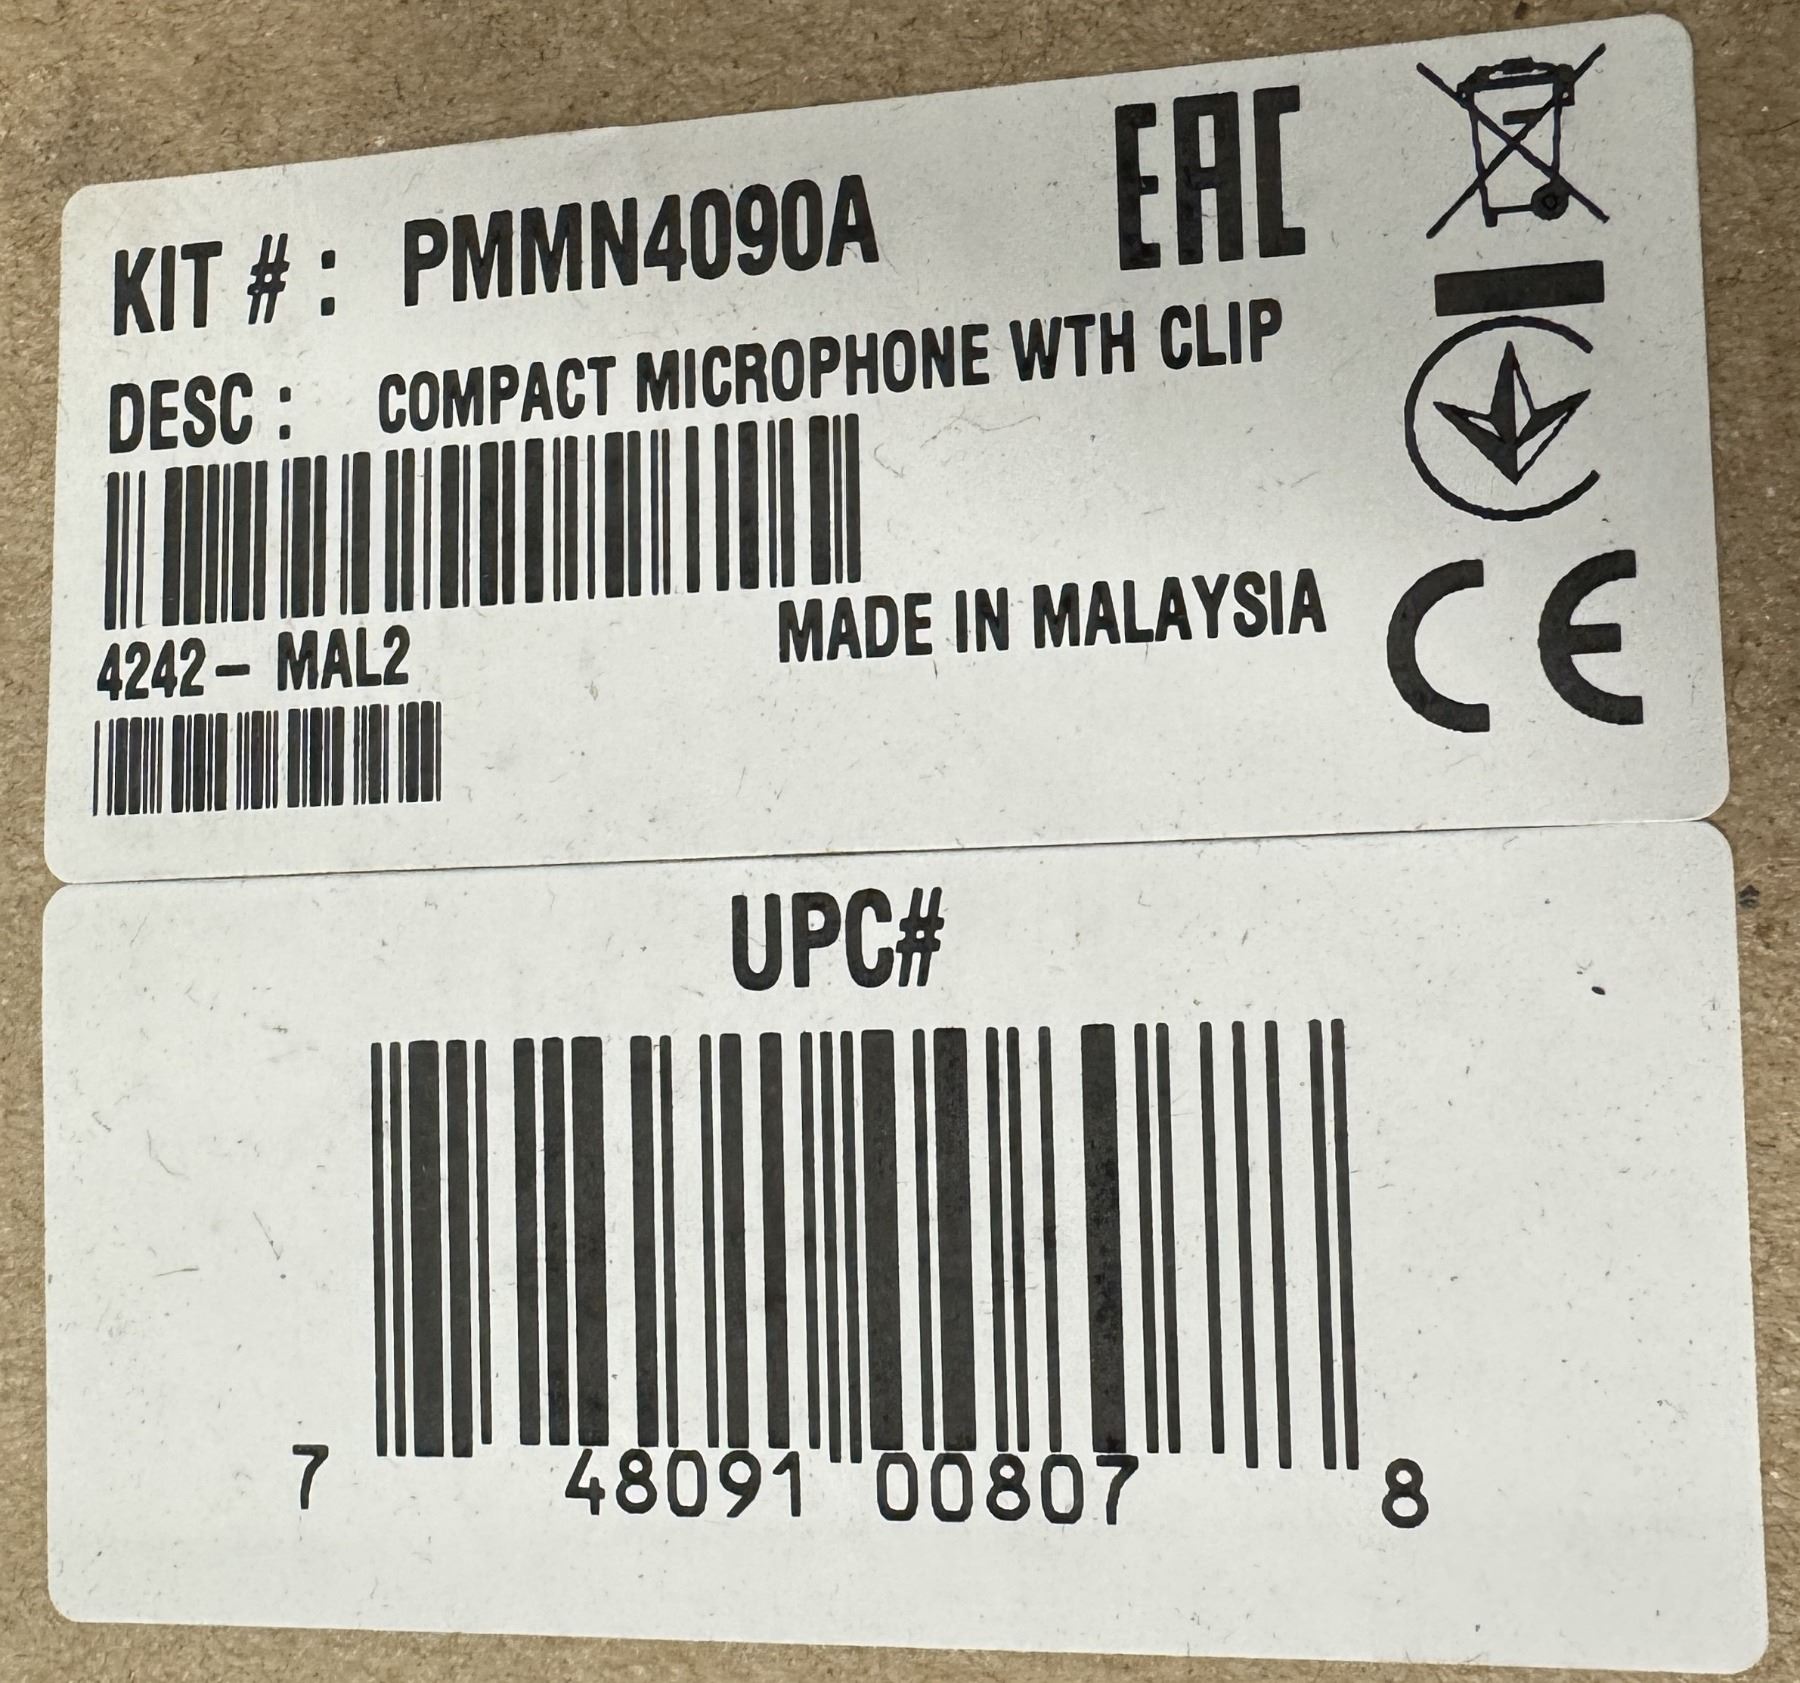 EAC
KIT # : PMMN4090A
DESC : COMPACT MICROPHONE WTH CLIP
MADE IN MALAYSIA
4242- MAL2
CE
UPC#
7 48091 00807 8